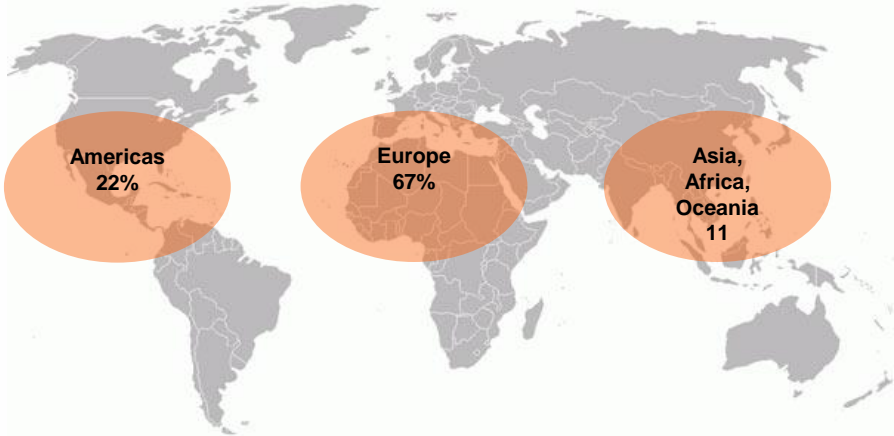 Americas
22%
Europe
67%
Asia,
Africa,
Oceania
11